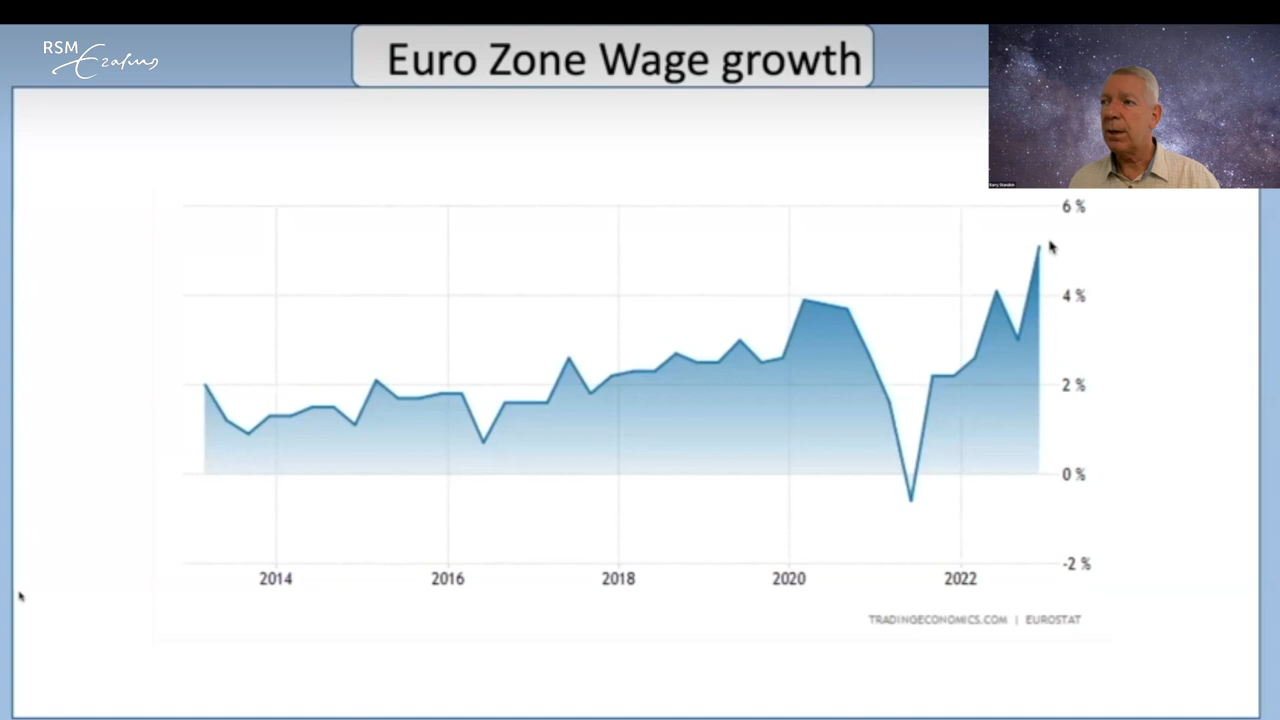 RSM
Erasmus
Euro Zone Wage growth
6 %
4 %
2 %
0 %
-2 %
2014 2016 2018 2020 2022
TRADINGECONOMICS.COM | EUROSTAT